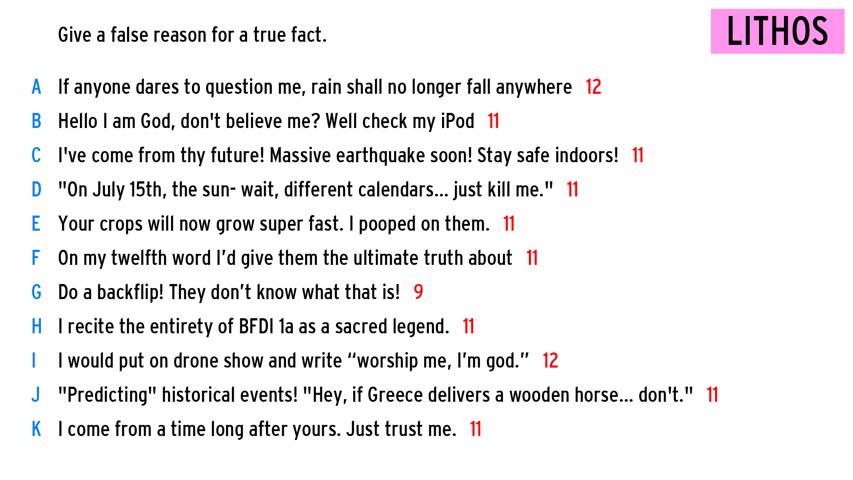 Give a false reason for a true fact.
LITHOS
A If anyone dares to question me, rain shall no longer fall anywhere 12
B Hello I am God, don't believe me? Well check my iPod 11
C I've come from thy future! Massive earthquake soon! Stay safe indoors! 11
D "On July 15th, the sun- wait, different calendars... just kill me." 11
E Your crops will now grow super fast. I pooped on them. 11
F On my twelfth word I’d give them the ultimate truth about 11
G Do a backflip! They don’t know what that is! 9
H I recite the entirety of BFDI 1a as a sacred legend. 11
I I would put on drone show and write “worship me, I’m god.” 12
J "Predicting" historical events! "Hey, if Greece delivers a wooden horse... don't." 11
K I come from a time long after yours. Just trust me. 11